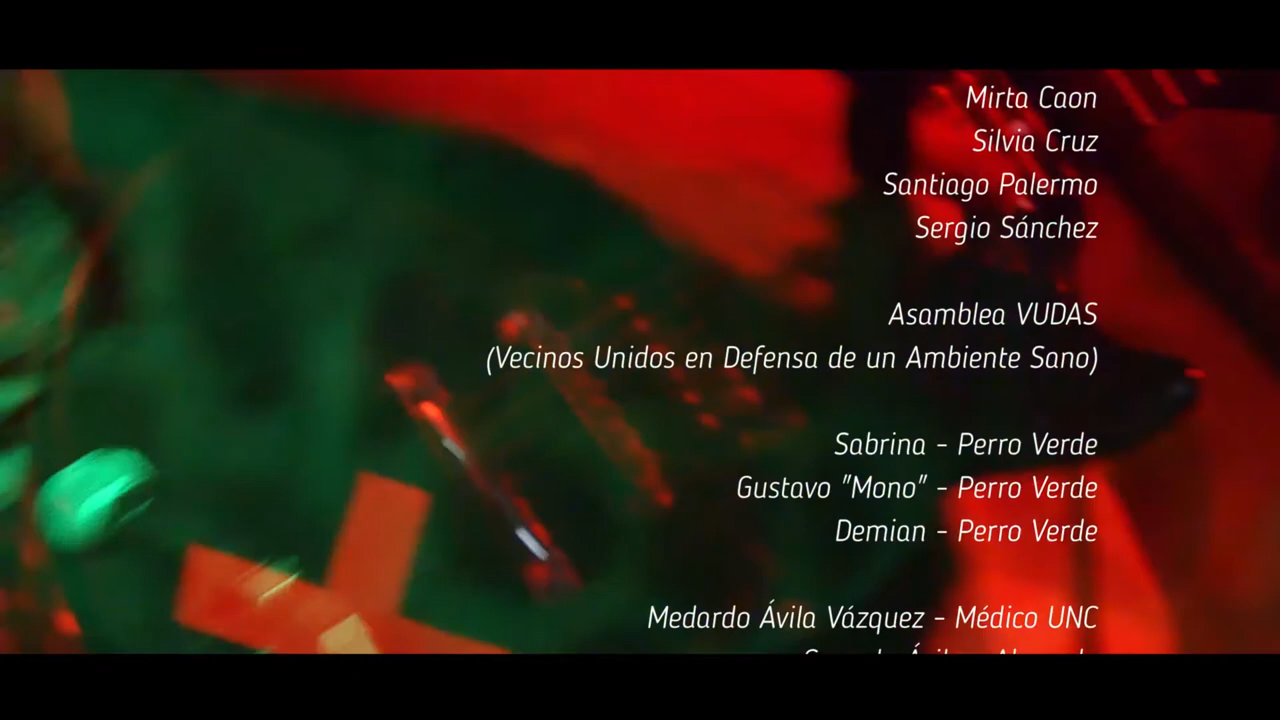 Mirta Caon
Silvia Cruz
Santiago Palermo
Sergio Sánchez
Asamblea VUDAS
(Vecinos Unidos en Defensa de un Ambiente Sano)
Sabrina - Perro Verde
Gustavo "Mono" - Perro Verde
Demian - Perro Verde
Medardo Ávila Vázquez - Médico UNC